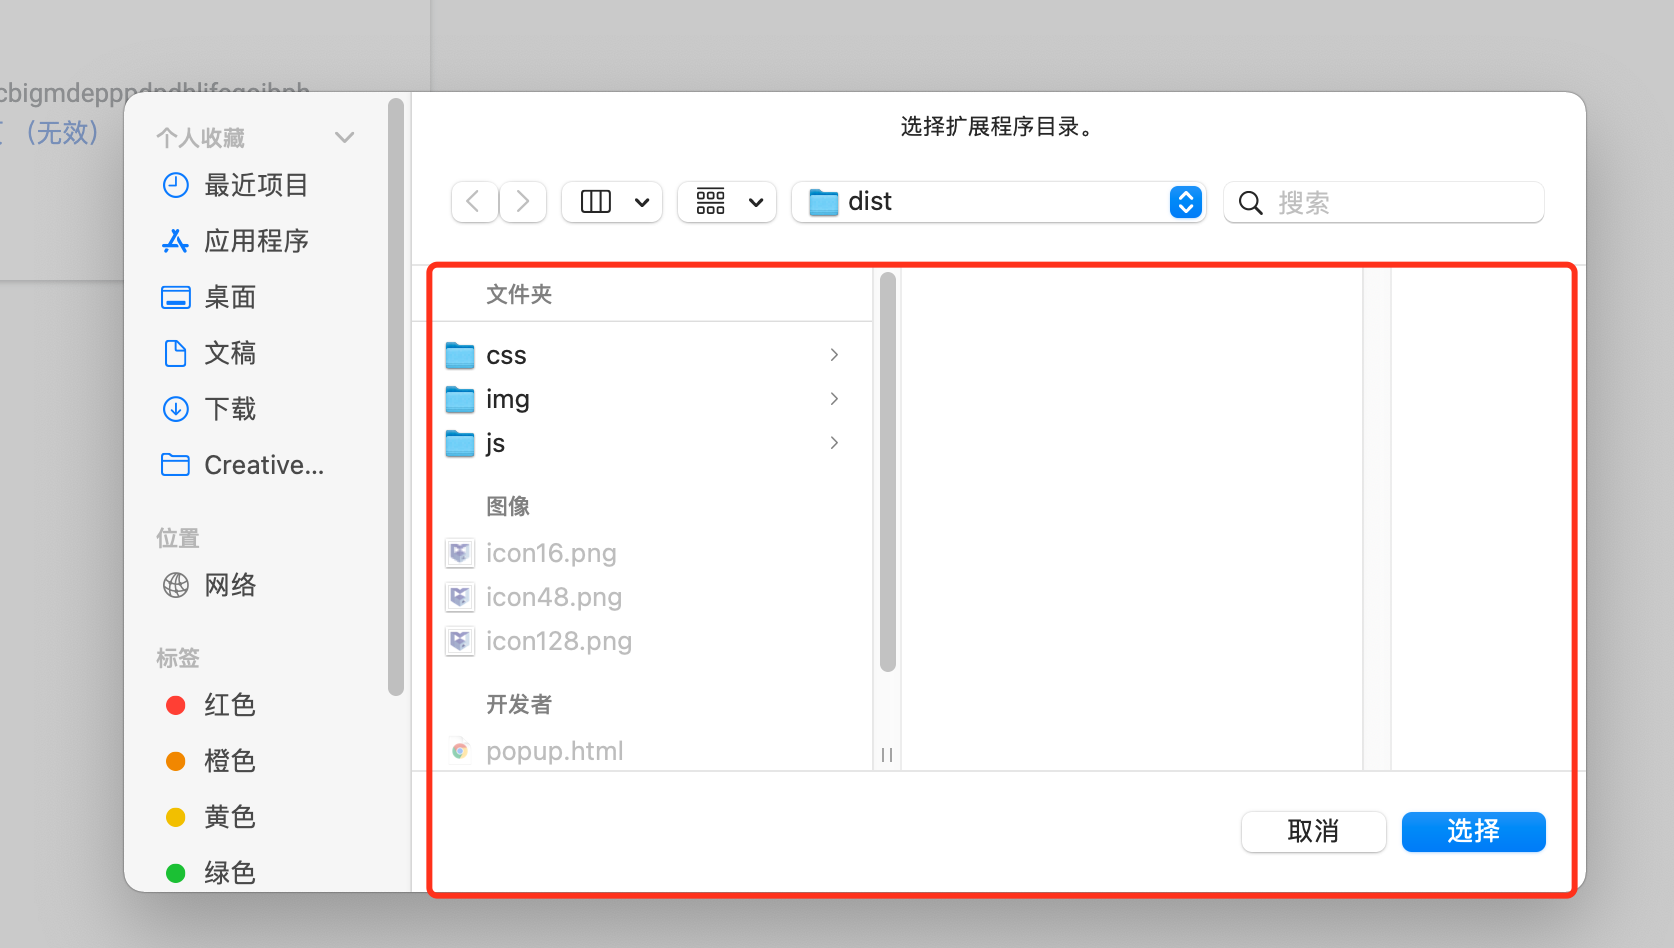 （无效）
个人收藏
最近项目
应用程序
桌面
文稿
下载
Creative...
位置
网络
标签
红色
橙色
黄色
绿色
选择扩展程序目录。
dist
搜索
文件夹
css
img
js
图像
icon16.png
icon48.png
icon128.png
开发者
popup.html
取消
选择